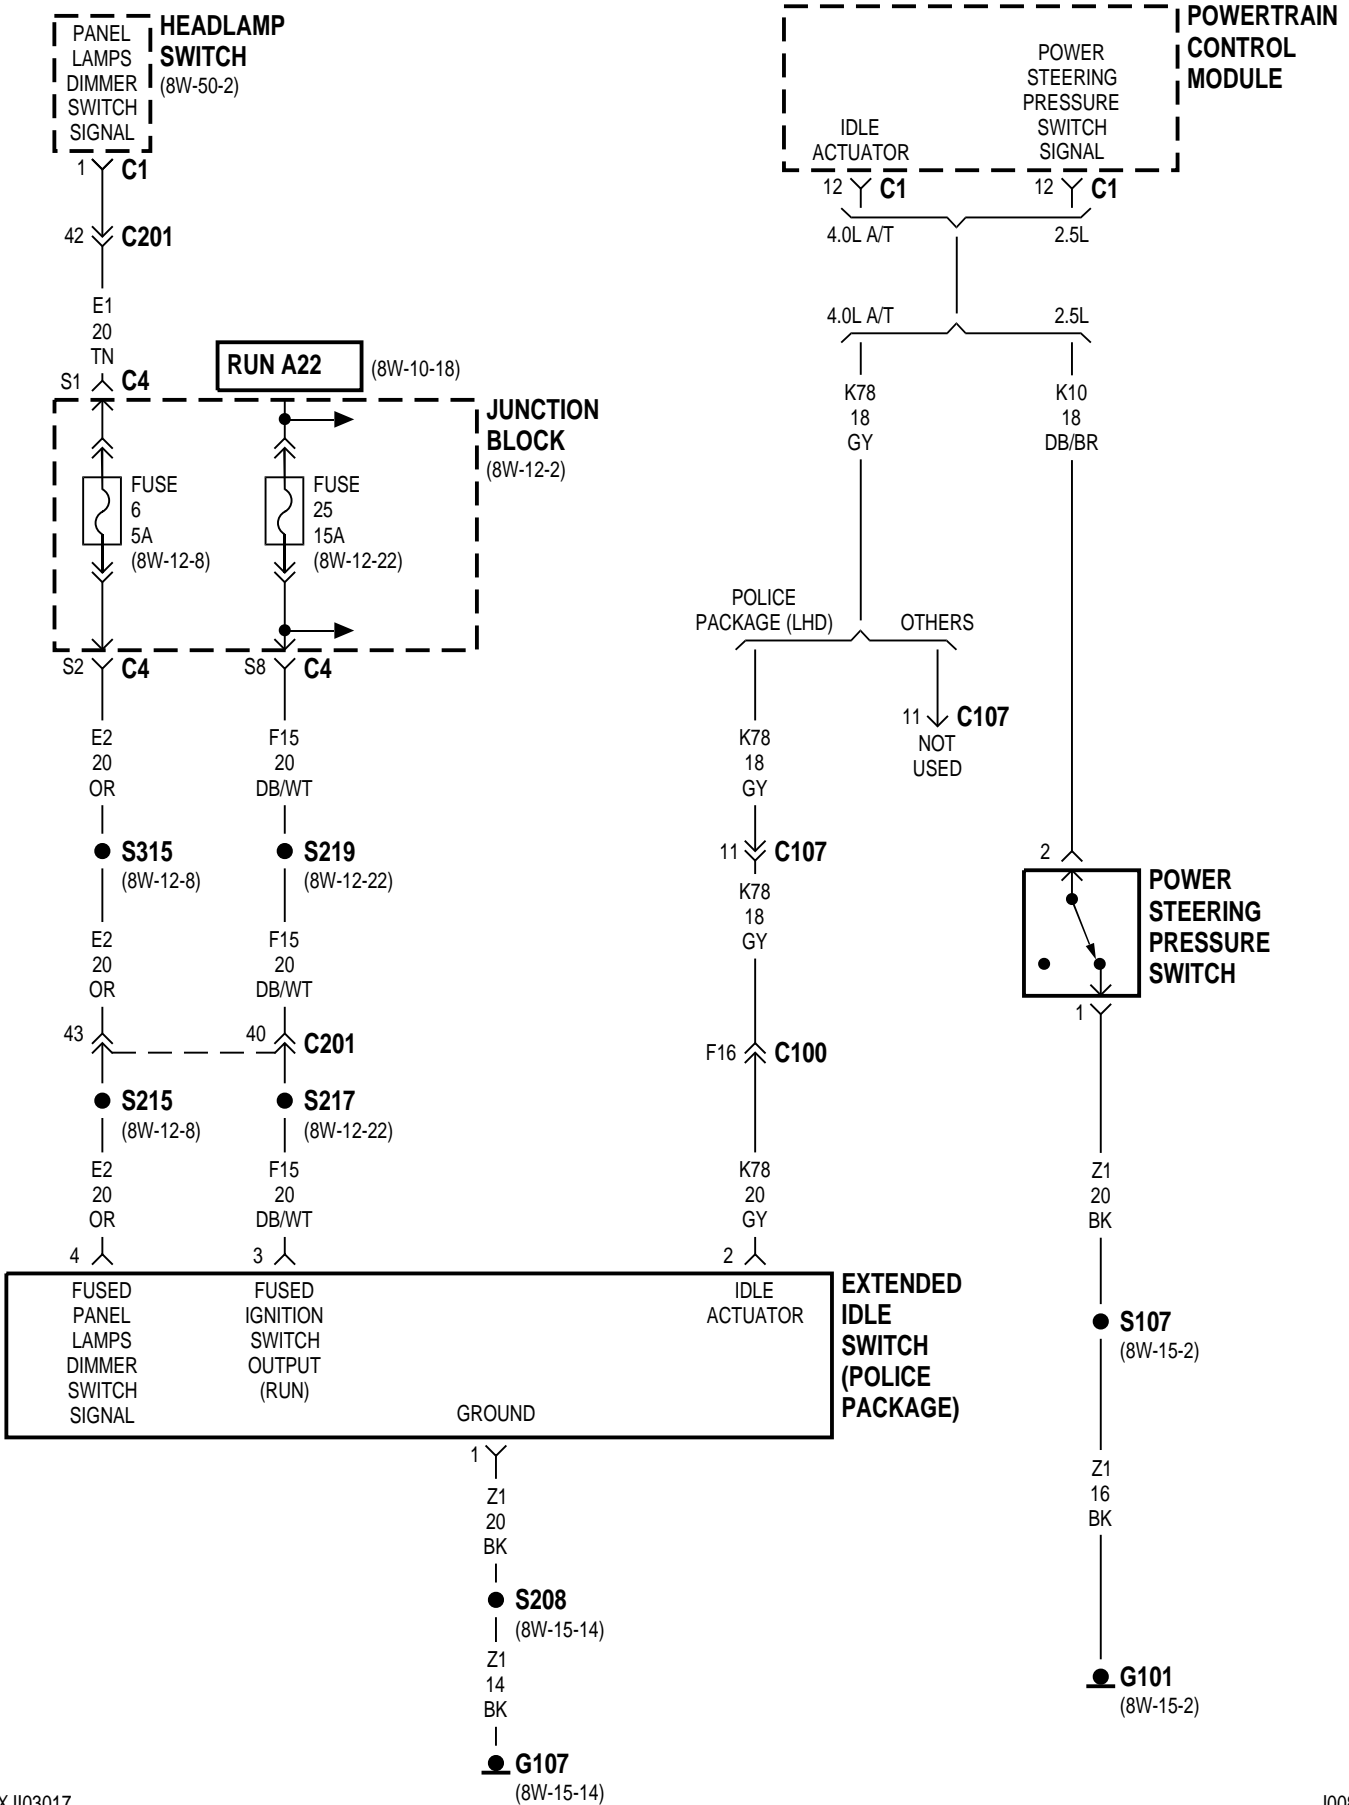 PANEL
LAMPS
DIMMER
SWITCH
SIGNAL
HEADLAMP
SWITCH
(8W-50-2)
1 C1
42 C201
E1
20
TN
S1 C4
RUN A22 (8W-10-18)
JUNCTION
BLOCK
(8W-12-2)
FUSE
6
5A
(8W-12-8)
FUSE
25
15A
(8W-12-22)
S2 C4
S8 C4
E2
20
OR
F15
20
DB/WT
S315
(8W-12-8)
S219
(8W-12-22)
E2
20
OR
F15
20
DB/WT
43
40 C201
S215
(8W-12-8)
S217
(8W-12-22)
E2
20
OR
F15
20
DB/WT
4
3
POWERTRAIN
CONTROL
MODULE
IDLE
ACTUATOR
POWER
STEERING
PRESSURE
SWITCH
SIGNAL
12 C1
12 C1
4.0L A/T 2.5L
4.0L A/T 2.5L
K78
18
GY
K10
18
DB/BR
POLICE
PACKAGE (LHD)
OTHERS
11 C107
NOT
USED
K78
18
GY
11 C107
K78
18
GY
F16 C100
K78
20
GY
2
2
POWER
STEERING
PRESSURE
SWITCH
1
Z1
20
BK
S107
(8W-15-2)
Z1
16
BK
G101
(8W-15-2)
FUSED
PANEL
LAMPS
DIMMER
SWITCH
SIGNAL
FUSED
IGNITION
SWITCH
OUTPUT
(RUN)
IDLE
ACTUATOR
GROUND
EXTENDED
IDLE
SWITCH
(POLICE
PACKAGE)
1
Z1
20
BK
S208
(8W-15-14)
Z1
14
BK
G107
(8W-15-14)